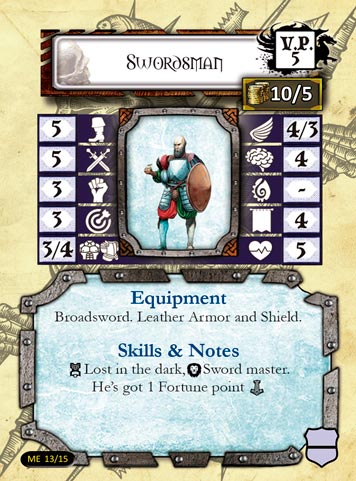 Swordsman
V.P.
5
10/5
5
4/3
5
4
3
-
3
4
3/4
5
Equipment
Broadsword. Leather Armor and Shield.
Skills & Notes
Lost in the dark, Sword master.
He's got 1 Fortune point
ME 13/15